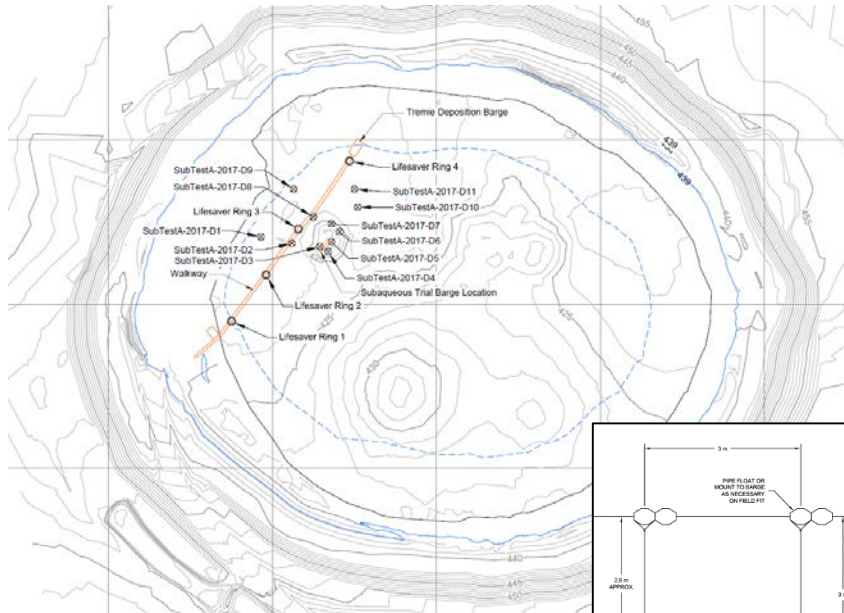 455
450
445
440
439
439
Tremie Deposition Barge
Lifesaver Ring 4
SubTestA-2017-D9
SubTestA-2017-D8
SubTestA-2017-D11
SubTestA-2017-D10
Lifesaver Ring 3
SubTestA-2017-D7
SubTestA-2017-D1
SubTestA-2017-D6
SubTestA-2017-D2
SubTestA-2017-D3
SubTestA-2017-D5
Walkway
SubTestA-2017-D4
Subaqueous Trial Barge Location
Lifesaver Ring 2
425
425
Lifesaver Ring 1
430
3 m
PIPE FLOAT OR
MOUNT TO BARGE
AS NECESSARY
ON FIELD FIT
440
445
450
2.5 m
APPROX.